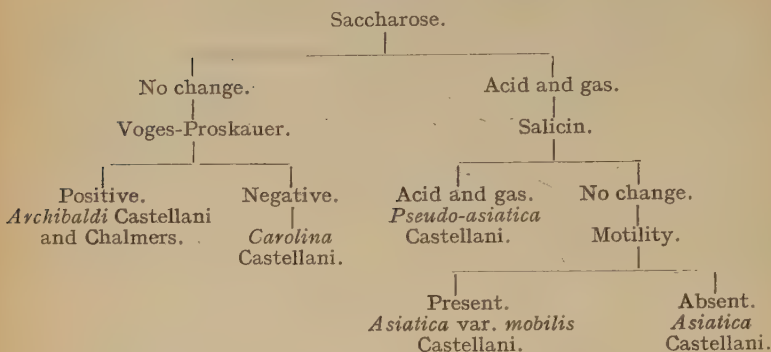 Saccharose.
No change. Acid and gas.
Voges-Proskauer. Salicin.
Positive. Negative. Acid and gas. No change.
Archibaldi Castellani Pseudo-asiatica
and Chalmers. Carolina Castellani. Motility.
Castellani.
Present. Absent.
Asiatica var. mobilis Asiatica
Castellani. Castellani.